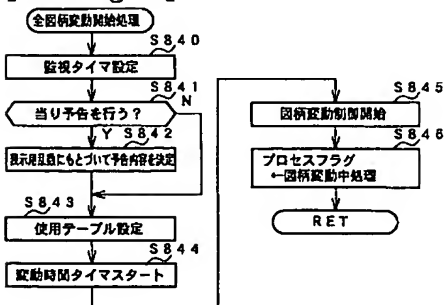 全図柄変動開始処理
S840
監視タイマ設定
S841
当り予告を行う?
N
Y
S842
表示用乱数にもとづいて予告内容を決定
S843
使用テーブル設定
S844
変動時間タイマスタート
S845
図柄変動制御開始
S846
プロセスフラグ
←図柄変動中処理
RET